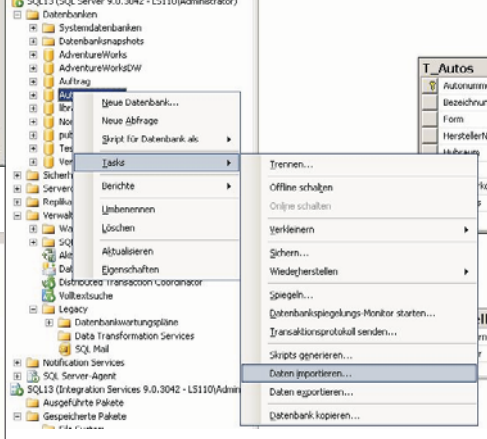 SQL13 (SQL Server 9.0.3042 - LS110\Administrator)
Datenbanken
Systemdatenbanken
Datenbanksnapshots
AdventureWorks
AdventureWorksDW
Auftrag
Neue Datenbank...
Neue Abfrage
Skript für Datenbank als
Tasks
Berichte
Umbenennen
Löschen
Aktualisieren
Eigenschaften
Trennen...
Offline schalten
Online schalten
Verkleinern
Sichern...
Wiederherstellen
Spiegeln...
Datenbankspiegelungs-Monitor starten...
Transaktionsprotokoll senden...
Skripts generieren...
Daten importieren...
Daten exportieren...
Datenbank kopieren...
T_Autos
Form
Distributed Transaction Coordinator
Volltextsuche
Legacy
Datenbankwartungspläne
Data Transformation Services
SQL Mail
Notification Services
SQL Server-Agent
SQL13 (Integration Services 9.0.3042 - LS110\Admin
Ausgeführte Pakete
Gespeicherte Pakete
File System